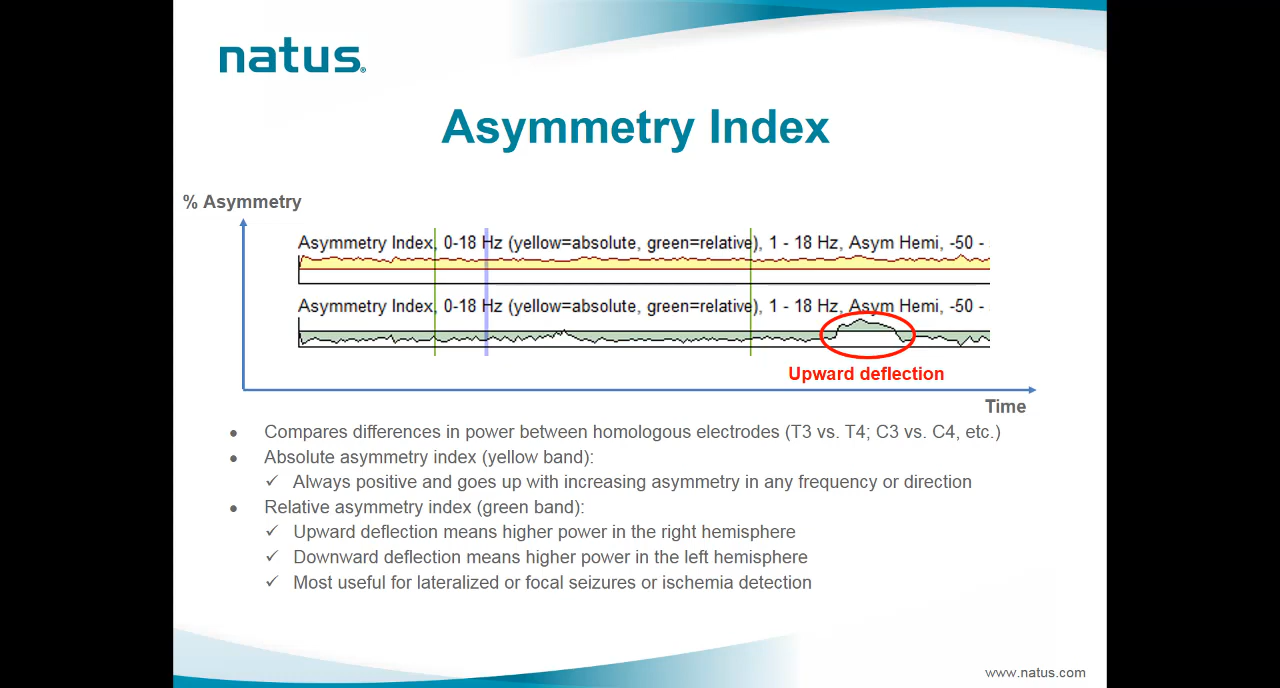 natus®
Asymmetry Index
% Asymmetry
Asymmetry Index, 0-18 Hz (yellow=absolute, green=relative), 1 - 18 Hz, Asym Hemi, -50 -
Asymmetry Index, 0-18 Hz (yellow=absolute, green=relative), 1 - 18 Hz, Asym Hemi, -50 -
Upward deflection
Time
• Compares differences in power between homologous electrodes (T3 vs. T4; C3 vs. C4, etc.)
• Absolute asymmetry index (yellow band):
✓ Always positive and goes up with increasing asymmetry in any frequency or direction
• Relative asymmetry index (green band):
✓ Upward deflection means higher power in the right hemisphere
✓ Downward deflection means higher power in the left hemisphere
✓ Most useful for lateralized or focal seizures or ischemia detection
www.natus.com